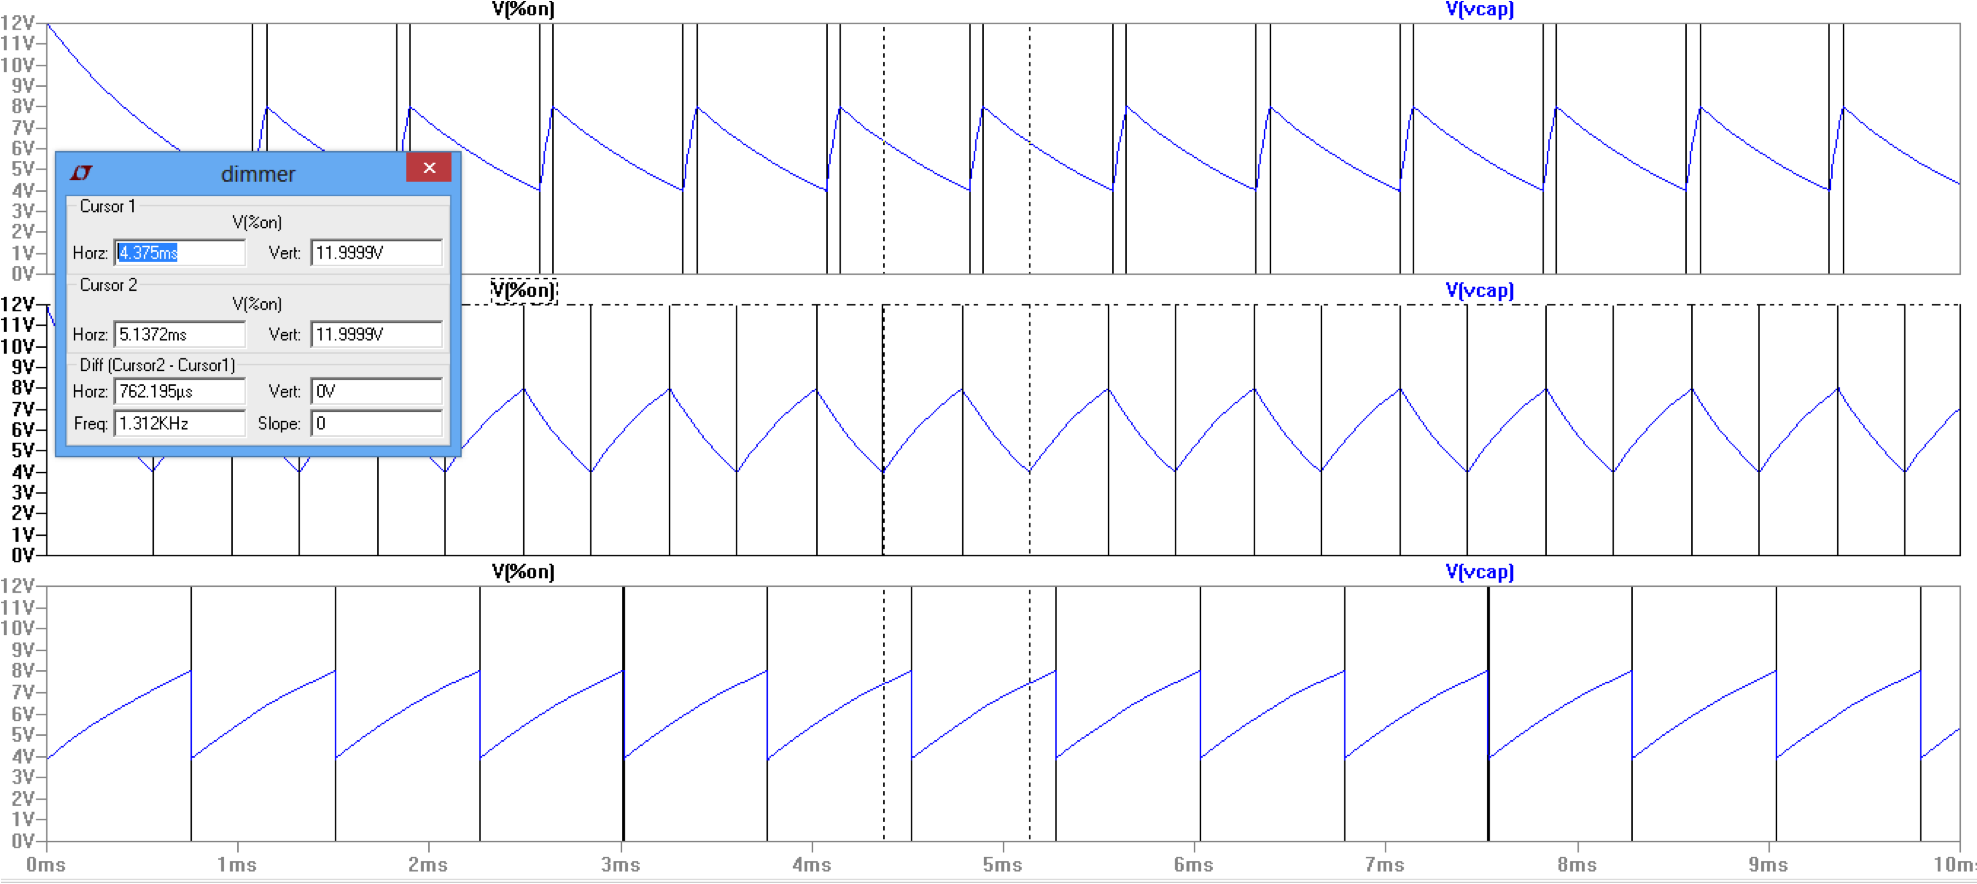 V(%on) V(vcap)
12V
11V
10V
9V
8V
7V
6V
5V
4V
3V
2V
1V
0V
dimmer
Cursor 1
V(%on)
Horz: 4.375ms Vert: 11.9999V
Cursor 2
V(%on)
Horz: 5.1372ms Vert: 11.9999V
Diff (Cursor2 - Cursor1)
Horz: 762.195µs Vert: 0V
Freq: 1.312KHz Slope: 0
V(%on) V(vcap)
12V
11V
10V
9V
8V
7V
6V
5V
4V
3V
2V
1V
0V
V(%on) V(vcap)
12V
11V
10V
9V
8V
7V
6V
5V
4V
3V
2V
1V
0V
0ms 1ms 2ms 3ms 4ms 5ms 6ms 7ms 8ms 9ms 10m